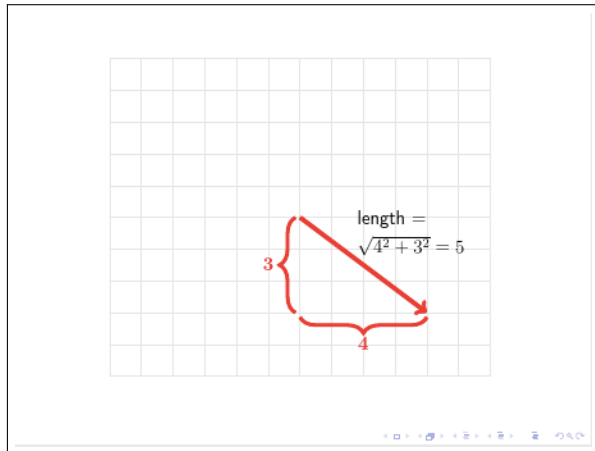 length =
√4² + 3² = 5
3
4